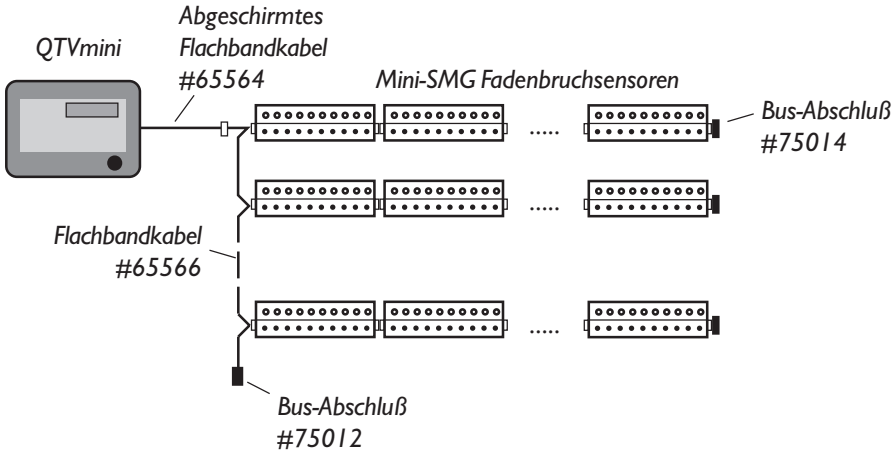 QTVmini
Abgeschirmtes
Flachbandkabel
#65564
Mini-SMG Fadenbruchsensoren
Bus-Abschluß
#75014
.....
.....
Flachbandkabel
#65566
.....
Bus-Abschluß
#75012